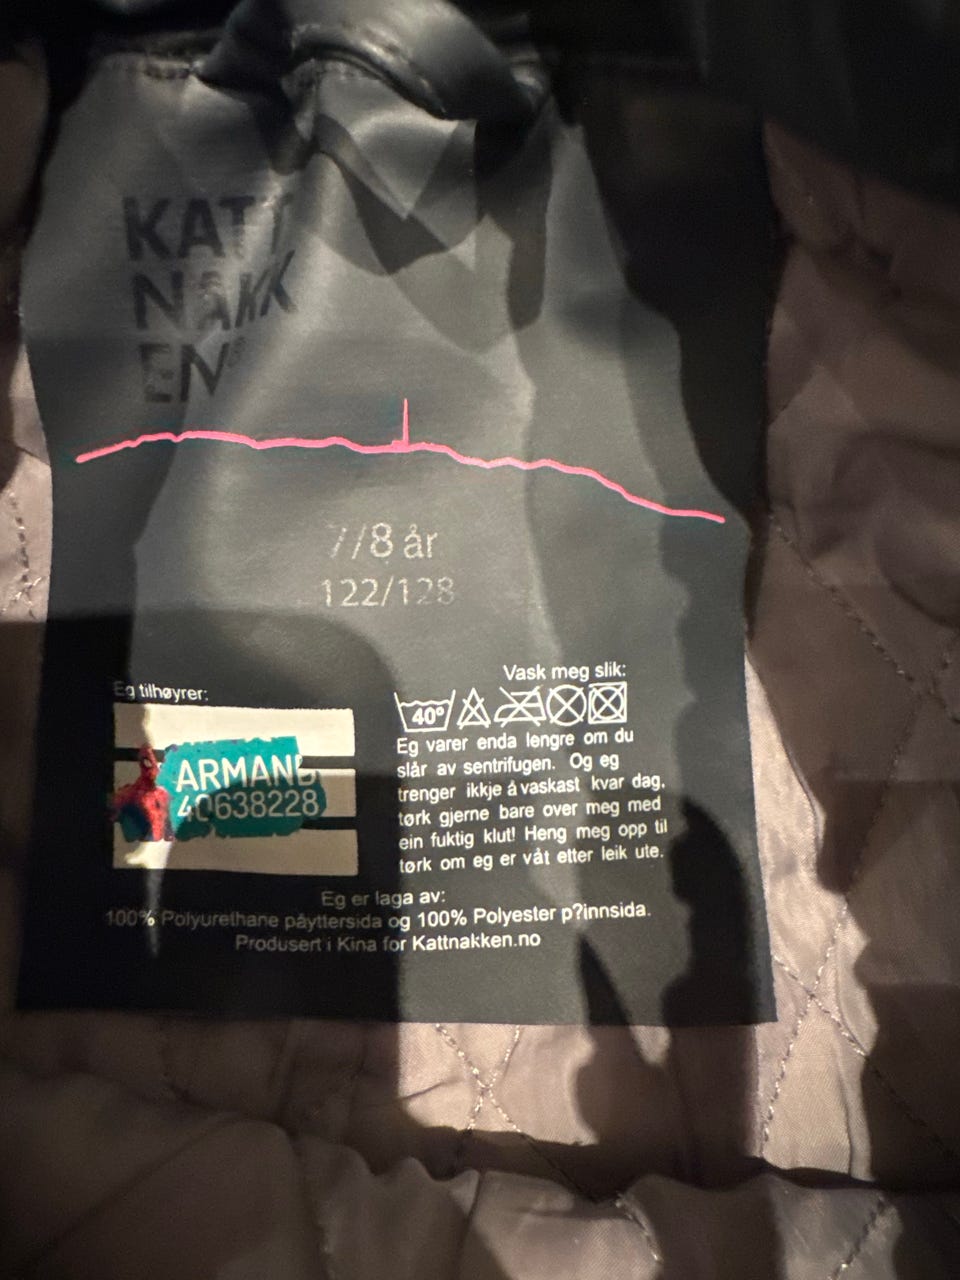 KATT
NAKK
EN
7/8 år
122/128
Eg tilhøyrer:
ARMAND
40638228
Vask meg slik:
40°
Eg varer enda lengre om du
slår av sentrifugen. Og eg
trenger ikkje å vaskast kvar dag,
tørk gjerne bare over meg med
ein fuktig klut! Heng meg opp til
tørk om eg er våt etter leik ute.
Eg er laga av:
100% Polyurethane påyttersida og 100% Polyester p?innsida.
Produsert i Kina for Kattnakken.no